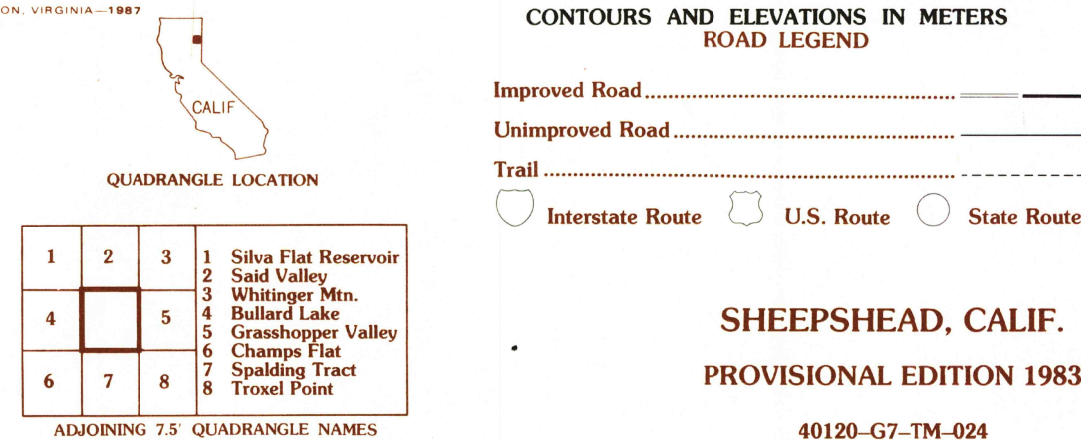 ON, VIRGINIA—1987
CALIF
QUADRANGLE LOCATION
1 2 3
4 5
6 7 8
1 Silva Flat Reservoir
2 Said Valley
3 Whitinger Mtn.
4 Bullard Lake
5 Grasshopper Valley
6 Champs Flat
7 Spalding Tract
8 Troxel Point
ADJOINING 7.5' QUADRANGLE NAMES
CONTOURS AND ELEVATIONS IN METERS
ROAD LEGEND
Improved Road
Unimproved Road
Trail
Interstate Route U.S. Route State Route
SHEEPSHEAD, CALIF.
PROVISIONAL EDITION 1983
40120–G7–TM–024